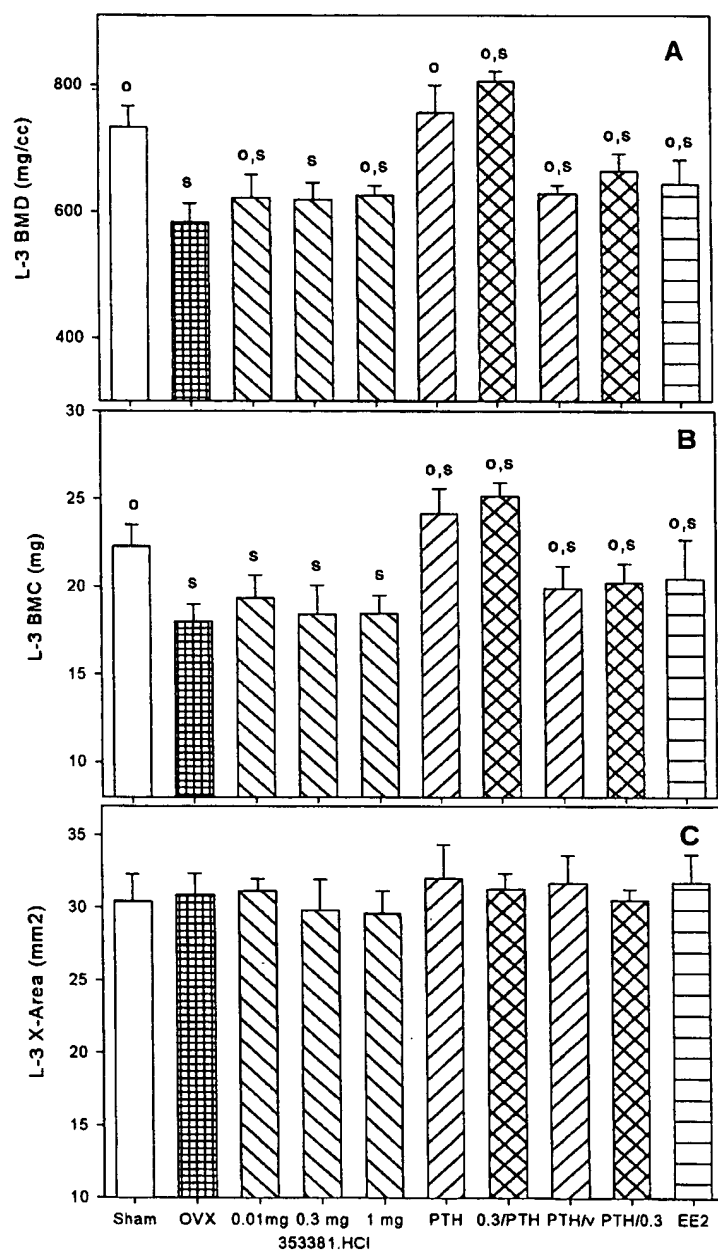 A
L-3 BMD (mg/cc)
800
600
400
o
s
o,s
s
o,s
o
o,s
o,s
o,s
o,s
B
L-3 BMC (mg)
30
25
20
15
10
o
s
s
s
s
o,s
o,s
o,s
o,s
o,s
C
L-3 X-Area (mm2)
35
30
25
20
15
10
Sham OVX 0.01mg 0.3 mg 1 mg PTH 0.3/PTH PTH/v PTH/0.3 EE2
353381.HCl